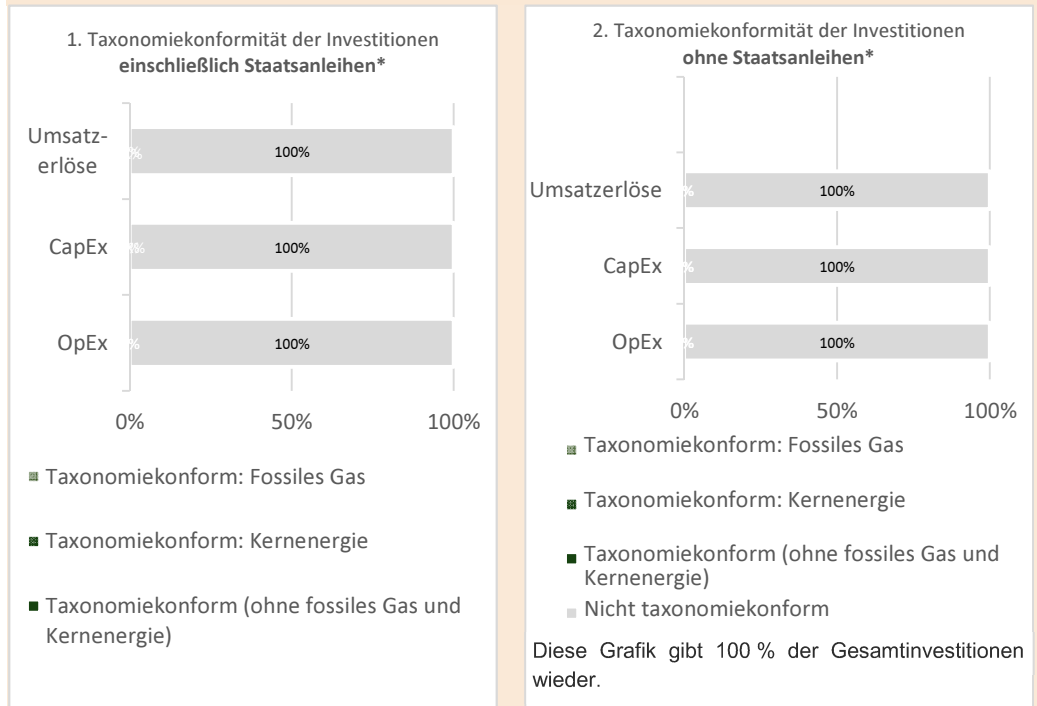 1. Taxonomiekonformität der Investitionen
einschließlich Staatsanleihen*
Umsatz-
erlöse
%
100%
CapEx
%
100%
OpEx
%
100%
0%
50%
100%
Taxonomiekonform: Fossiles Gas
Taxonomiekonform: Kernenergie
Taxonomiekonform (ohne fossiles Gas und
Kernenergie)
2. Taxonomiekonformität der Investitionen
ohne Staatsanleihen*
Umsatzerlöse
%
100%
CapEx
%
100%
OpEx
%
100%
0%
50%
100%
Taxonomiekonform: Fossiles Gas
Taxonomiekonform: Kernenergie
Taxonomiekonform (ohne fossiles Gas und
Kernenergie)
Nicht taxonomiekonform
Diese Grafik gibt 100 % der Gesamtinvestitionen
wieder.